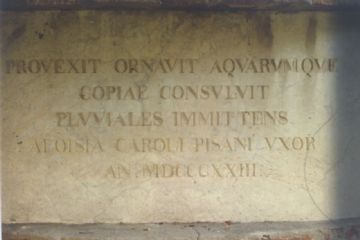 PROVEXIT ORNAVIT AQVARVMQVE
COPIAE CONSVLVIT
PLVVIALES IMMITTENS
ALOISIA CAROLI PISANI VXOR
AN. MDCCCXXIII.